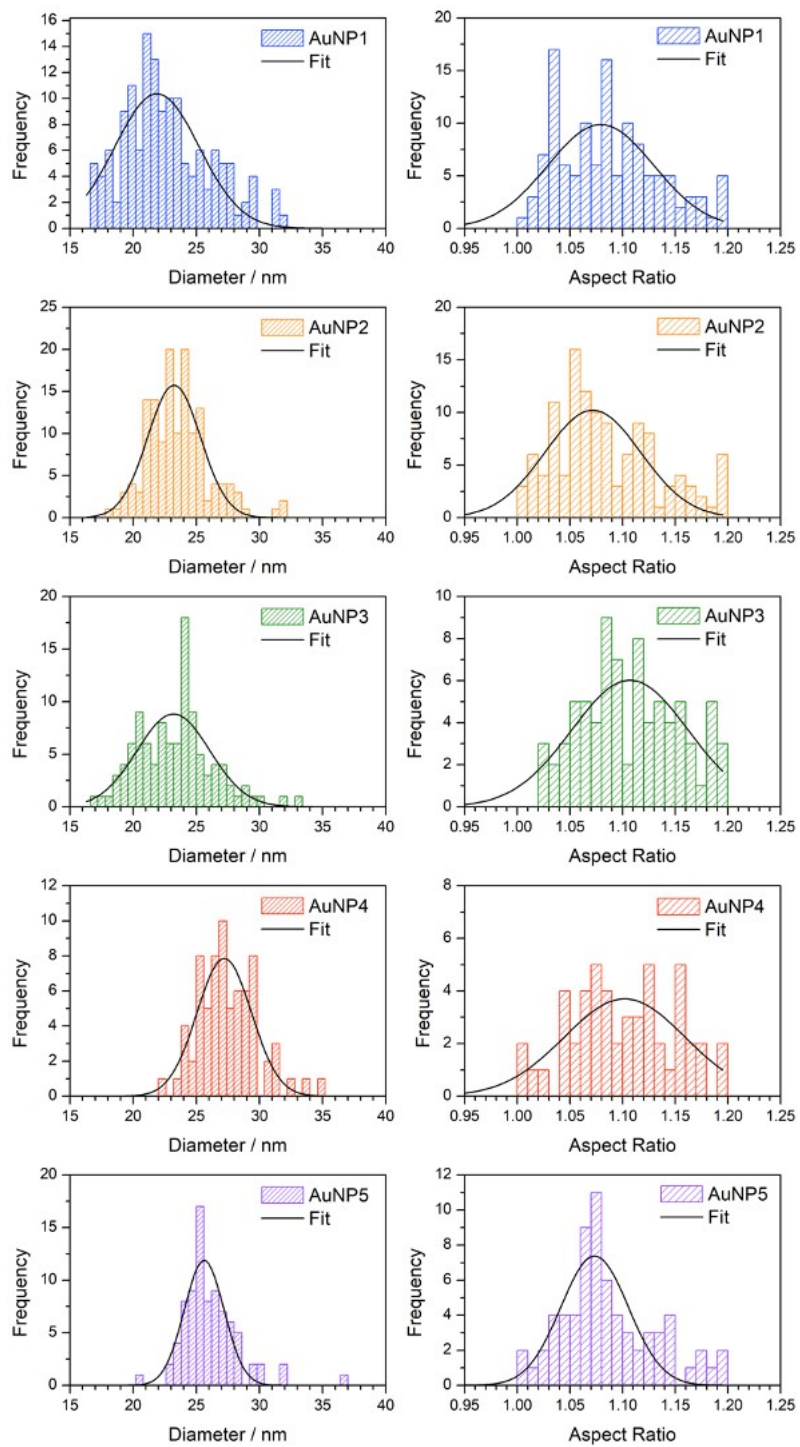 16
14
12
10
8
6
4
2
0
Frequency
AuNP1
Fit
15 20 25 30 35 40
Diameter / nm
20
15
10
5
0
Frequency
AuNP1
Fit
0.95 1.00 1.05 1.10 1.15 1.20 1.25
Aspect Ratio
25
20
15
10
5
0
Frequency
AuNP2
Fit
15 20 25 30 35 40
Diameter / nm
20
15
10
5
0
Frequency
AuNP2
Fit
0.95 1.00 1.05 1.10 1.15 1.20 1.25
Aspect Ratio
20
15
10
5
0
Frequency
AuNP3
Fit
15 20 25 30 35 40
Diameter / nm
10
8
6
4
2
0
Frequency
AuNP3
Fit
0.95 1.00 1.05 1.10 1.15 1.20 1.25
Aspect Ratio
12
10
8
6
4
2
0
Frequency
AuNP4
Fit
15 20 25 30 35 40
Diameter / nm
8
6
4
2
0
Frequency
AuNP4
Fit
0.95 1.00 1.05 1.10 1.15 1.20 1.25
Aspect Ratio
20
15
10
5
0
Frequency
AuNP5
Fit
15 20 25 30 35 40
Diameter / nm
12
10
8
6
4
2
0
Frequency
AuNP5
Fit
0.95 1.00 1.05 1.10 1.15 1.20 1.25
Aspect Ratio